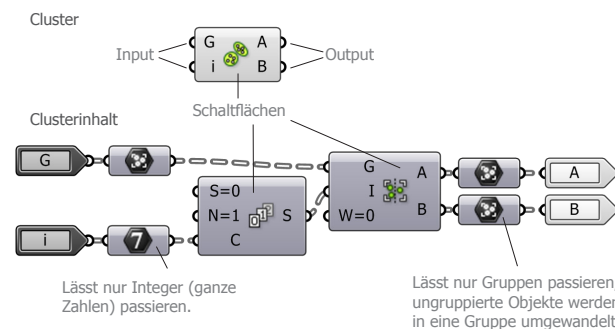 Cluster
Input
G
A
i
B
Output
Schaltflächen
Clusterinhalt
G
S=0
N=1
C
S
G
I
W=0
A
B
A
B
i
7
Lässt nur Integer (ganze
Zahlen) passieren.
Lässt nur Gruppen passieren,
ungruppierte Objekte werden
in eine Gruppe umgewandelt